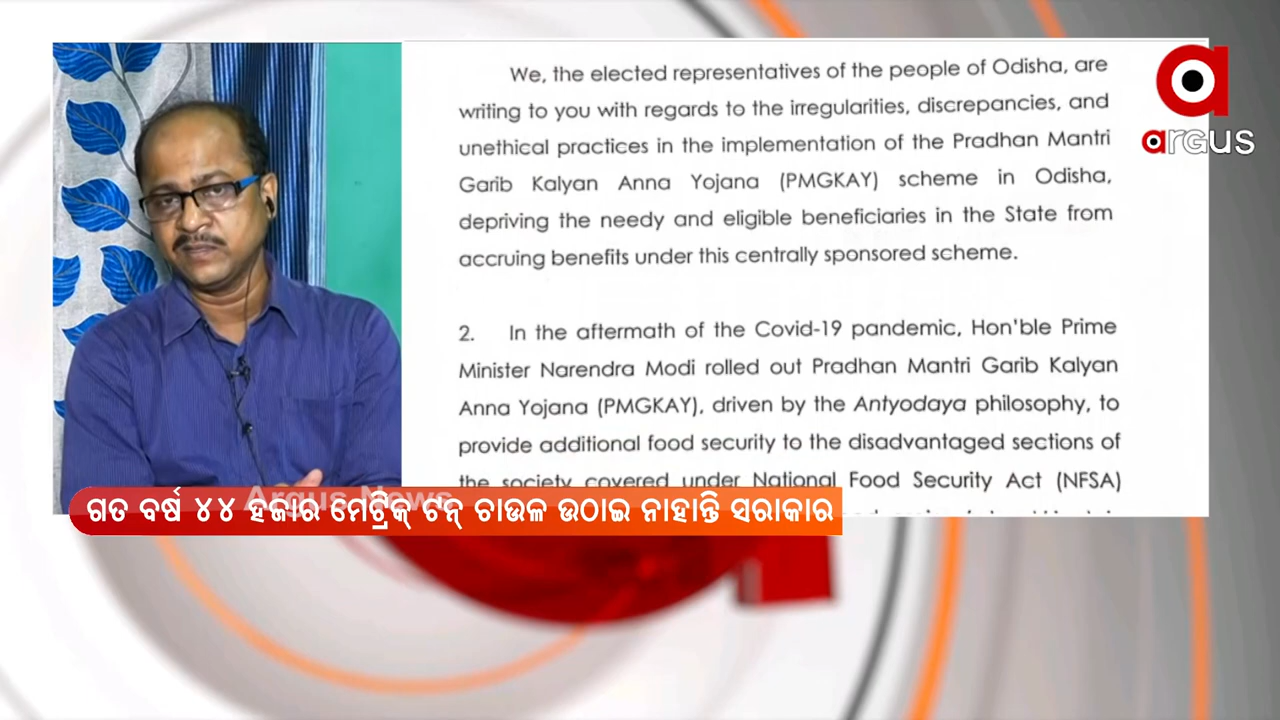 We, the elected representatives of the people of Odisha, are
writing to you with regards to the irregularities, discrepancies, and
unethical practices in the implementation of the Pradhan Mantri
Garib Kalyan Anna Yojana (PMGKAY) scheme in Odisha,
depriving the needy and eligible beneficiaries in the State from
accruing benefits under this centrally sponsored scheme.
2. In the aftermath of the Covid-19 pandemic, Hon'ble Prime
Minister Narendra Modi rolled out Pradhan Mantri Garib Kalyan
Anna Yojana (PMGKAY), driven by the Antyodaya philosophy, to
provide additional food security to the disadvantaged sections of
the society covered under National Food Security Act (NFSA)
argus
Argus News
ଗତ ବର୍ଷ ୪୪ ହଜାର ମେଟ୍ରିକ୍ ଟନ୍ ଚାଉଳ ଉଠାଇ ନାହାନ୍ତି ସରାକାର